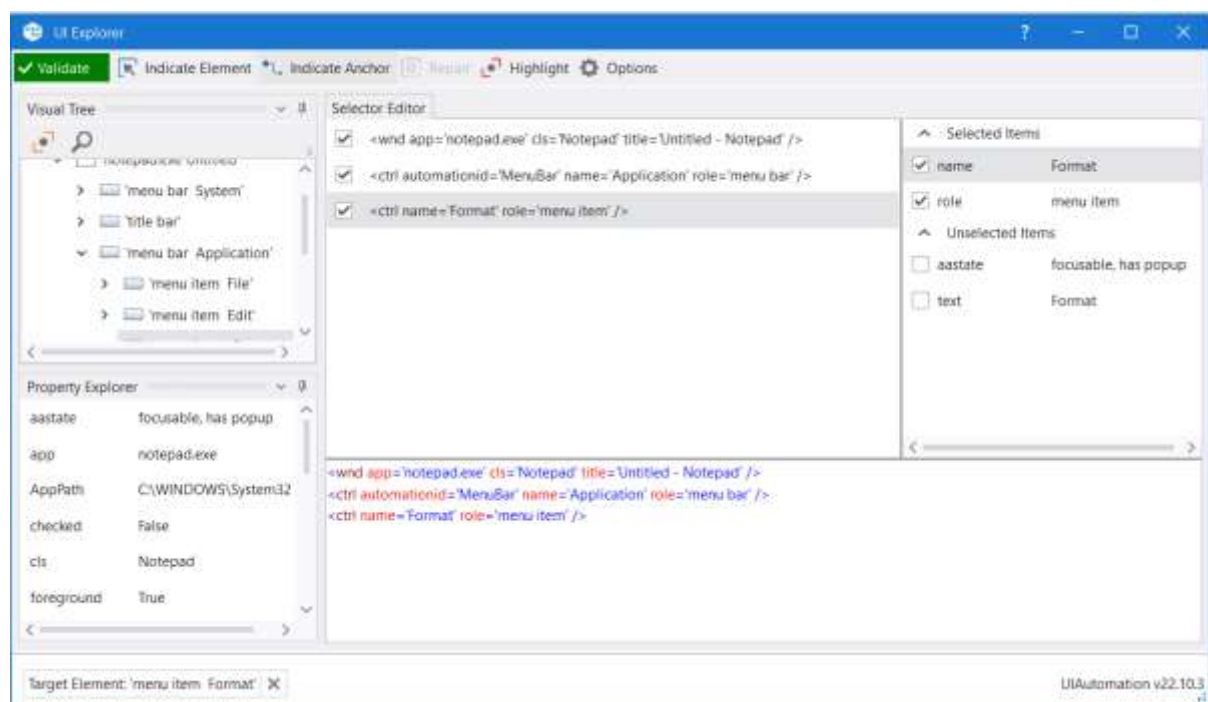 UI Explorer
?
Validate
Indicate Element
Indicate Anchor
Repair
Highlight
Options
Visual Tree
notepad.exe Untitled
'menu bar System'
'title bar'
'menu bar Application'
'menu item File'
'menu item Edit'
Property Explorer
aastate focusable, has popup
app notepad.exe
AppPath C:\WINDOWS\System32
checked False
cls Notepad
foreground True
Selector Editor
<wnd app='notepad.exe' cls='Notepad' title='Untitled - Notepad' />
<ctrl automationid='MenuBar' name='Application' role='menu bar' />
<ctrl name='Format' role='menu item' />
Selected Items
name Format
role menu item
Unselected Items
aastate focusable, has popup
text Format
<wnd app='notepad.exe' cls='Notepad' title='Untitled - Notepad' />
<ctrl automationid='MenuBar' name='Application' role='menu bar' />
<ctrl name='Format' role='menu item' />
Target Element: 'menu item Format'
UIAutomation v22.10.3